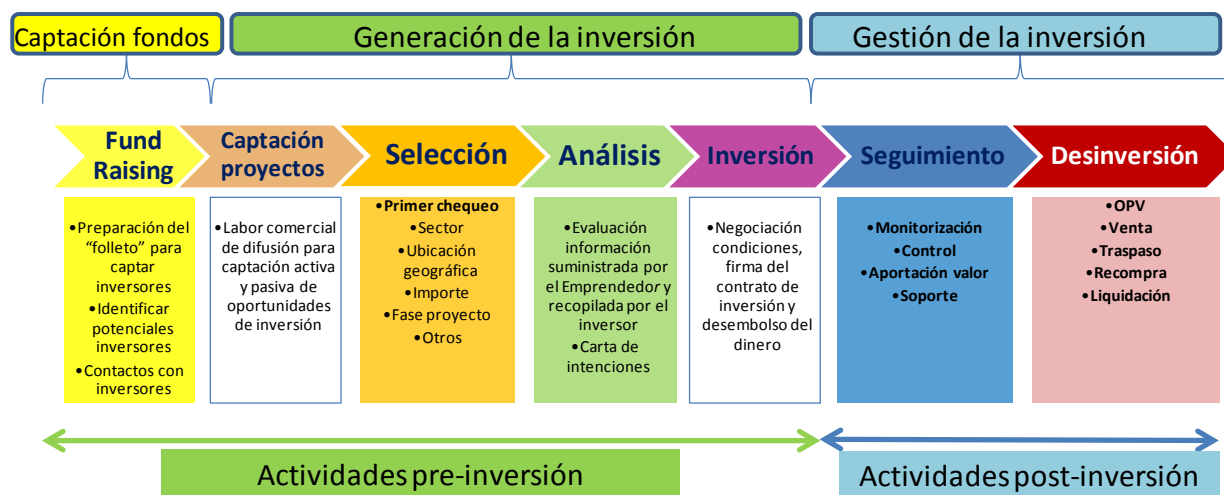 Captación fondos
Generación de la inversión
Gestión de la inversión
Fund
Raising
Captación
proyectos
Selección
Análisis
Inversión
Seguimiento
Desinversión
•Preparación del
“folleto” para
captar
inversores
•Identificar
potenciales
inversores
•Contactos con
inversores
•Labor comercial
de difusión para
captación activa
y pasiva de
oportunidades
de inversión
•Primer chequeo
•Sector
•Ubicación
geográfica
•Importe
•Fase proyecto
•Otros
•Evaluación
información
suministrada por
el Emprendedor y
recopilada por el
inversor
•Carta de
intenciones
•Negociación
condiciones,
firma del
contrato de
inversión y
desembolso del
dinero
•Monitorización
•Control
•Aportación valor
•Soporte
•OPV
•Venta
•Traspaso
•Recompra
•Liquidación
Actividades pre-inversión
Actividades post-inversión